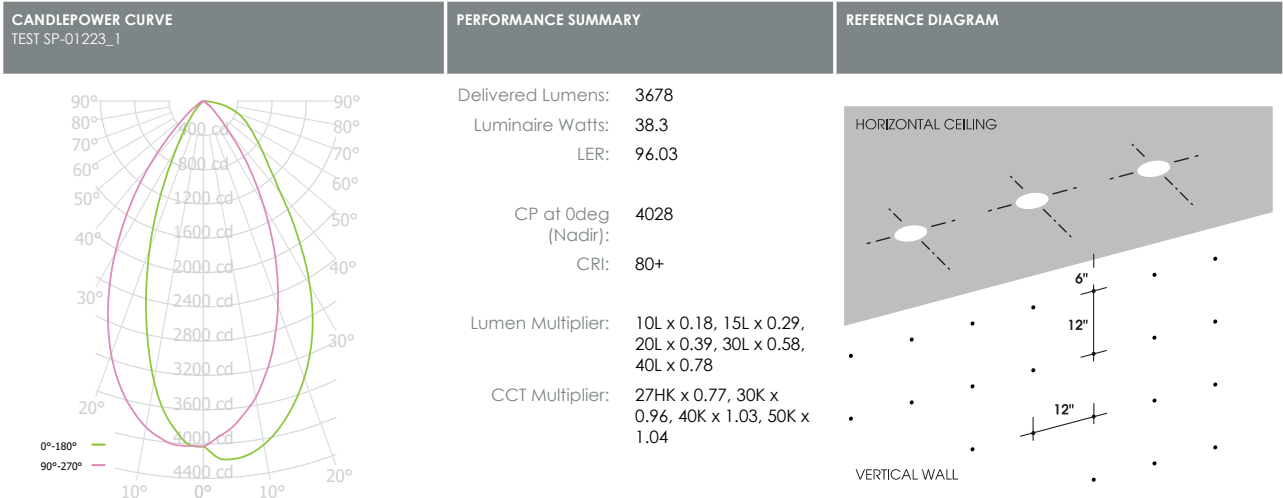 CANDLEPOWER CURVE
TEST SP-01223_1
90°
80°
70°
60°
50°
40°
30°
20°
10°
0°
10°
20°
30°
40°
50°
60°
70°
80°
90°
400 cd
800 cd
1200 cd
1600 cd
2000 cd
2400 cd
2800 cd
3200 cd
3600 cd
4000 cd
4400 cd
0°-180°
90°-270°
PERFORMANCE SUMMARY
Delivered Lumens: 3678
Luminaire Watts: 38.3
LER: 96.03
CP at 0deg 4028
(Nadir):
CRI: 80+
Lumen Multiplier: 10L x 0.18, 15L x 0.29,
20L x 0.39, 30L x 0.58,
40L x 0.78
CCT Multiplier: 27HK x 0.77, 30K x
0.96, 40K x 1.03, 50K x
1.04
REFERENCE DIAGRAM
HORIZONTAL CEILING
6"
12"
12"
VERTICAL WALL